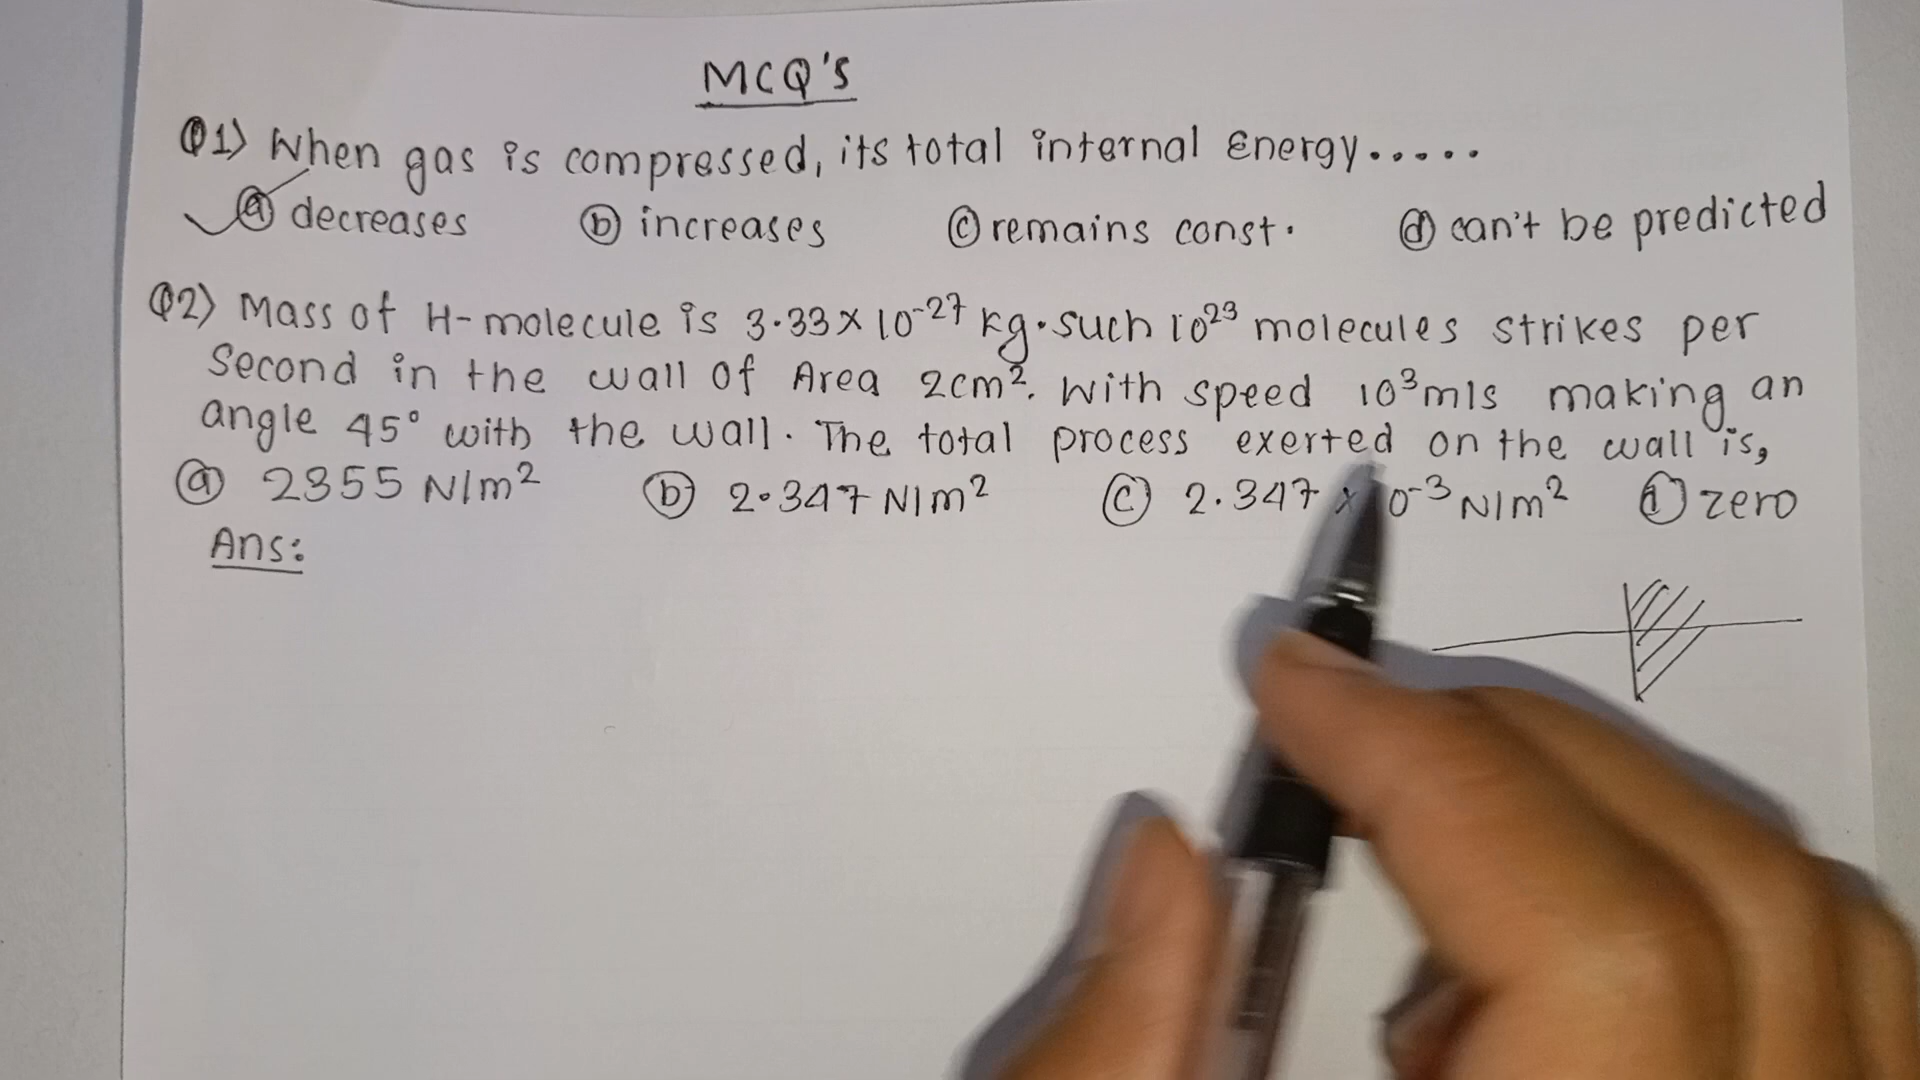 MCQ's
Q1) When gas is compressed, its total internal Energy.....
ⓐ decreases ⓑ increases ⓒ remains const. ⓓ can't be predicted
Q2) Mass of H-molecule is 3.33 x 10⁻²⁷ kg. such 10²³ molecules strikes per
second in the wall of Area 2cm². With speed 10³m/s making an
angle 45° with the wall. The total process exerted on the wall is,
ⓐ 2355 N/m² ⓑ 2.347 N/m² ⓒ 2.347 x 10⁻³ N/m² ⓓ zero
Ans: